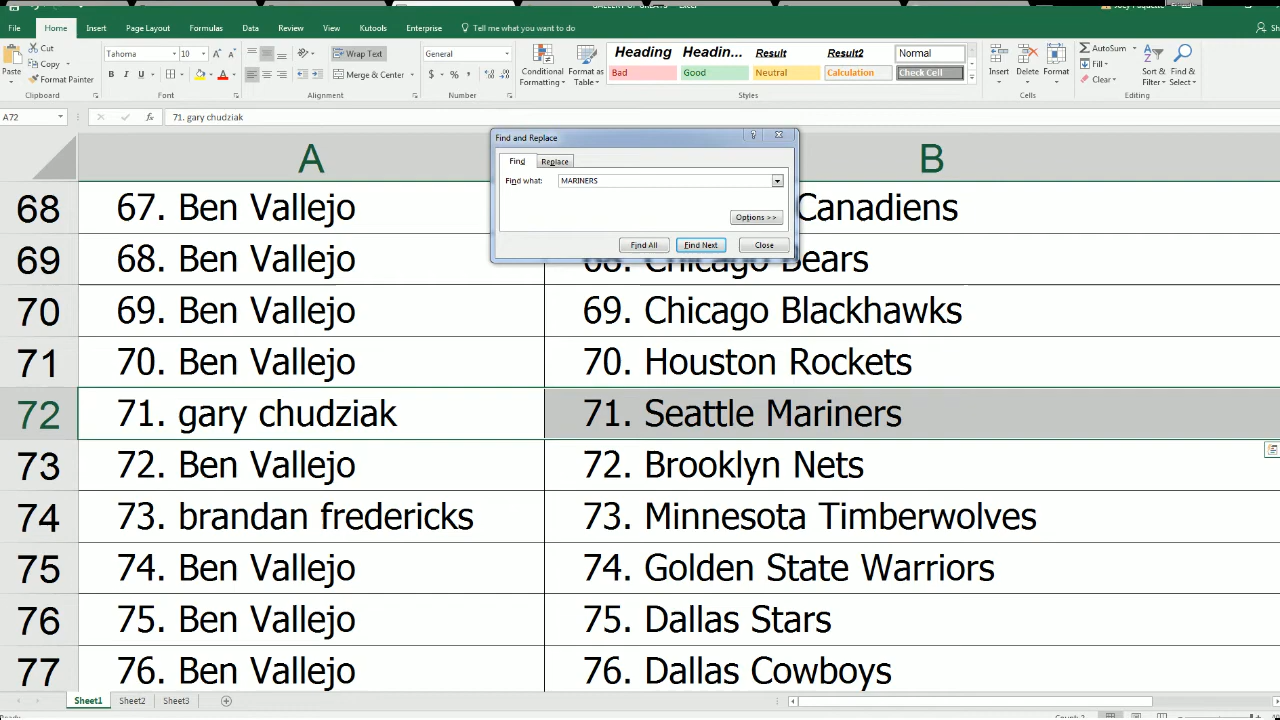 File Home Insert Page Layout Formulas Data Review View Kutools Enterprise Tell me what you want to do
Cut
Copy
Format Painter
Paste
Tahoma 10
Wrap Text
Merge & Center
General
Conditional Formatting
Format as Table
Heading Headin... Result Result2 Normal
Bad Good Neutral Calculation Check Cell
Insert Delete Format
AutoSum
Fill
Clear
Sort & Filter
Find & Select
Clipboard Font Alignment Number Styles Cells Editing
A72 71. gary chudziak
Find and Replace
Find Replace
Find what: MARINERS
Options >>
Find All Find Next Close
A B
68 67. Ben Vallejo Canadiens
69 68. Ben Vallejo 68. Chicago Bears
70 69. Ben Vallejo 69. Chicago Blackhawks
71 70. Ben Vallejo 70. Houston Rockets
72 71. gary chudziak 71. Seattle Mariners
73 72. Ben Vallejo 72. Brooklyn Nets
74 73. brandan fredericks 73. Minnesota Timberwolves
75 74. Ben Vallejo 74. Golden State Warriors
76 75. Ben Vallejo 75. Dallas Stars
77 76. Ben Vallejo 76. Dallas Cowboys
Sheet1 Sheet2 Sheet3